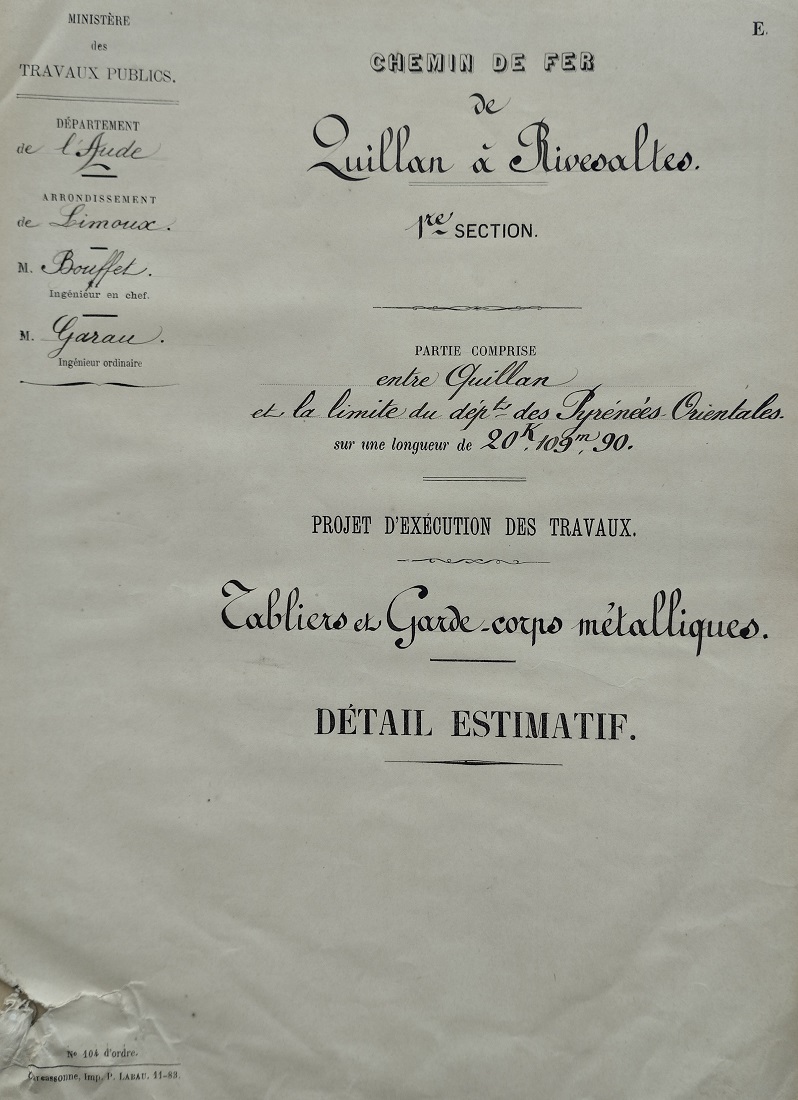 MINISTÈRE
des
TRAVAUX PUBLICS.
DÉPARTEMENT
de l'Aude
ARRONDISSEMENT
de Limoux.
M. Bouffet.
Ingénieur en chef.
M. Garau.
Ingénieur ordinaire
E.
CHEMIN DE FER
de
Quillan à Rivesaltes.
1re SECTION.
PARTIE COMPRISE
entre Quillan
et la limite du dépt des Pyrénées-Orientales.
sur une longueur de 20K,109m,90.
PROJET D'EXÉCUTION DES TRAVAUX.
Tabliers et Garde-corps métalliques.
DÉTAIL ESTIMATIF.
No 104 d'ordre.
Carcassonne, Imp. P. LABAU. 11-83.